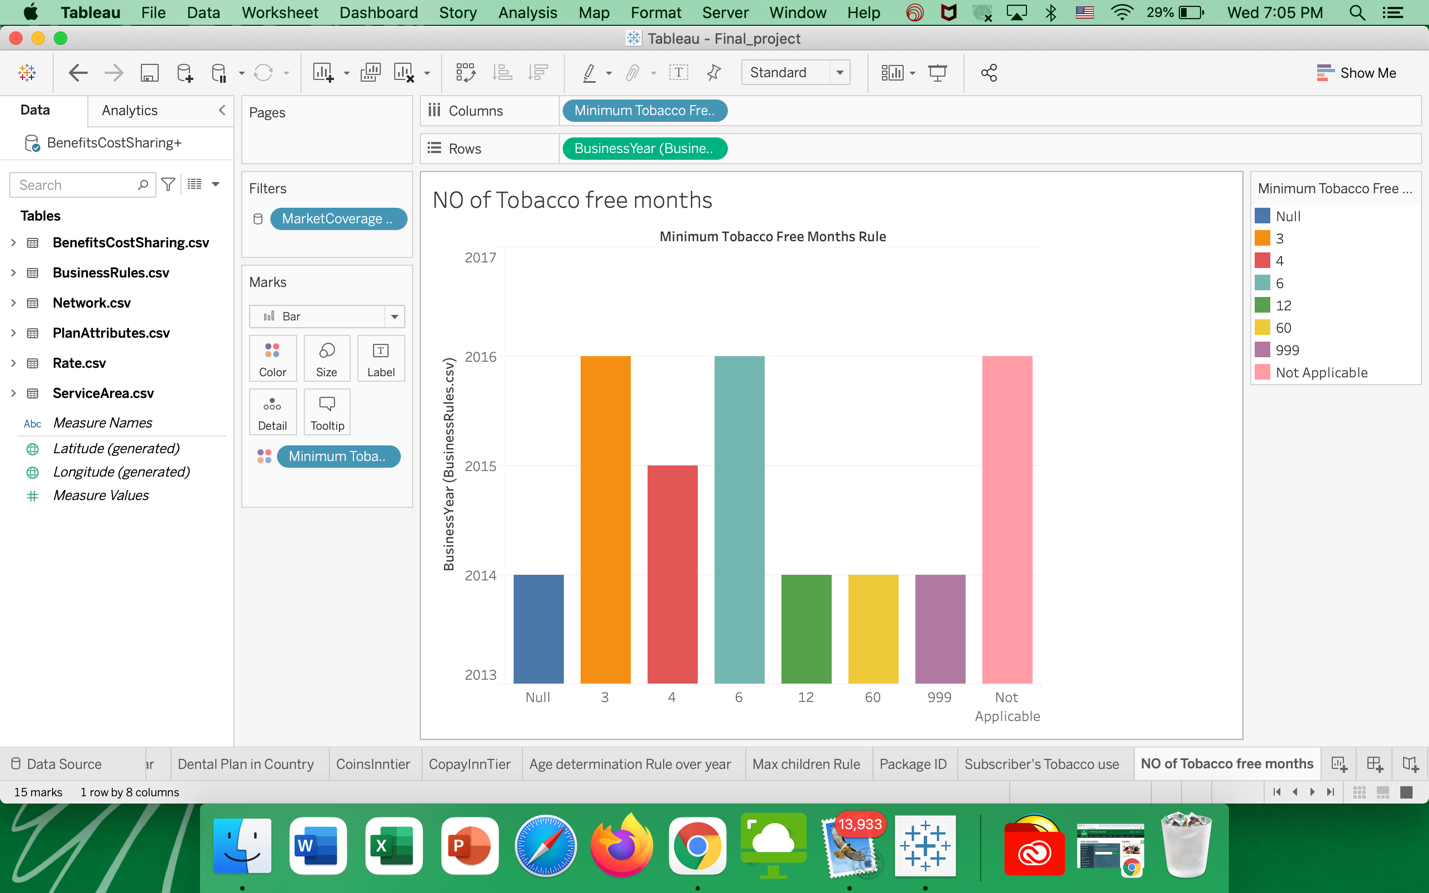 Tableau File Data Worksheet Dashboard Story Analysis Map Format Server Window Help 29% Wed 7:05 PM
Tableau - Final_project
Standard Show Me
Data Analytics
BenefitsCostSharing+
Search
Tables
BenefitsCostSharing.csv
BusinessRules.csv
Network.csv
PlanAttributes.csv
Rate.csv
ServiceArea.csv
Abc Measure Names
Latitude (generated)
Longitude (generated)
Measure Values
Pages
Filters
MarketCoverage ..
Marks
Bar
Color Size Label
Detail Tooltip
Minimum Toba..
Columns Minimum Tobacco Fre..
Rows BusinessYear (Busine..
NO of Tobacco free months
Minimum Tobacco Free Months Rule
BusinessYear (BusinessRules.csv)
2017
2016
2015
2014
2013
Null 3 4 6 12 60 999 Not
Applicable
Minimum Tobacco Free ...
Null
3
4
6
12
60
999
Not Applicable
Data Source ar Dental Plan in Country CoinsInntier CopayInnTier Age determination Rule over year Max children Rule Package ID Subscriber's Tobacco use NO of Tobacco free months
15 marks 1 row by 8 columns
W X P 13,933